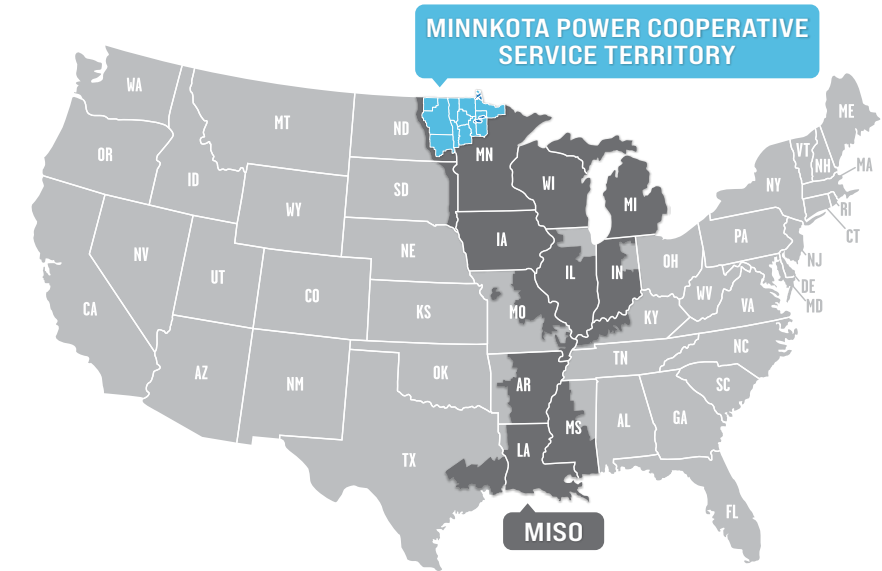 MINNKOTA POWER COOPERATIVE
SERVICE TERRITORY
WA
MT
ND
MN
ME
OR
ID
SD
WI
MI
VT
NH
MA
NY
RI
CT
WY
NV
NE
IA
PA
NJ
UT
CO
IL
IN
OH
DE
MD
CA
KS
MO
WV
VA
KY
AZ
NM
OK
AR
TN
NC
SC
TX
LA
MS
AL
GA
FL
MISO